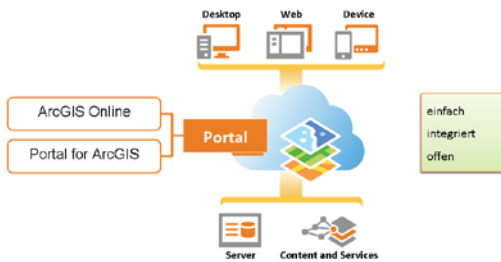 Desktop
Web
Device
ArcGIS Online
Portal for ArcGIS
Portal
einfach
integriert
offen
Server
Content and Services